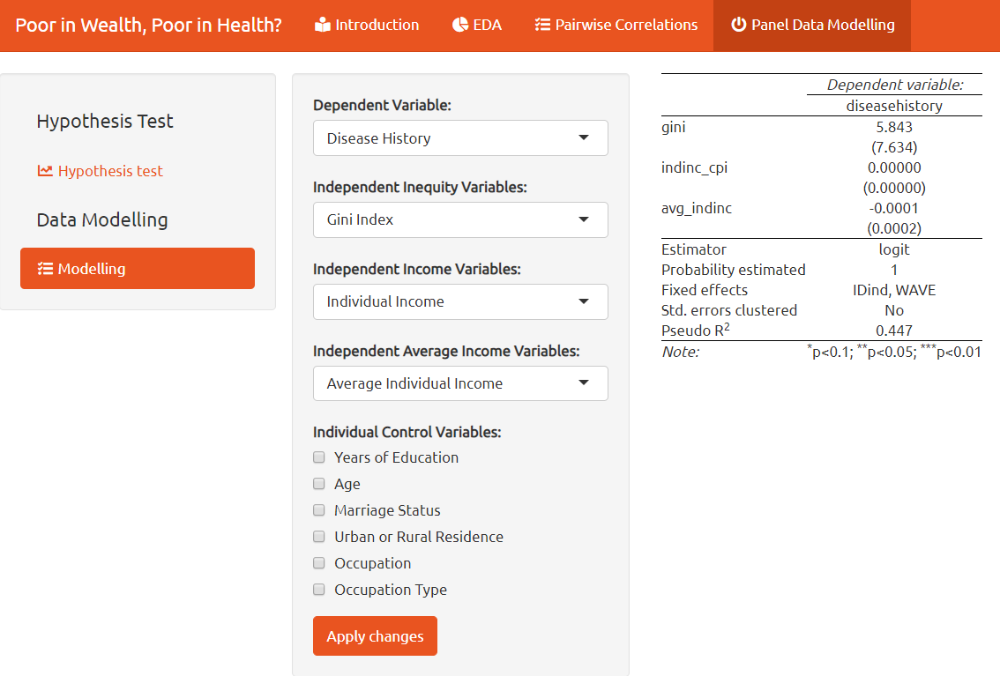 Poor in Wealth, Poor in Health?
Introduction
EDA
Pairwise Correlations
Panel Data Modelling
Hypothesis Test
Hypothesis test
Data Modelling
Modelling
Dependent Variable:
Disease History
Independent Inequity Variables:
Gini Index
Independent Income Variables:
Individual Income
Independent Average Income Variables:
Average Individual Income
Individual Control Variables:
Years of Education
Age
Marriage Status
Urban or Rural Residence
Occupation
Occupation Type
Apply changes
Dependent variable:
diseasehistory
gini 5.843
(7.634)
indinc_cpi 0.00000
(0.00000)
avg_indinc -0.0001
(0.0002)
Estimator logit
Probability estimated 1
Fixed effects IDind, WAVE
Std. errors clustered No
Pseudo R² 0.447
Note: *p<0.1; **p<0.05; ***p<0.01